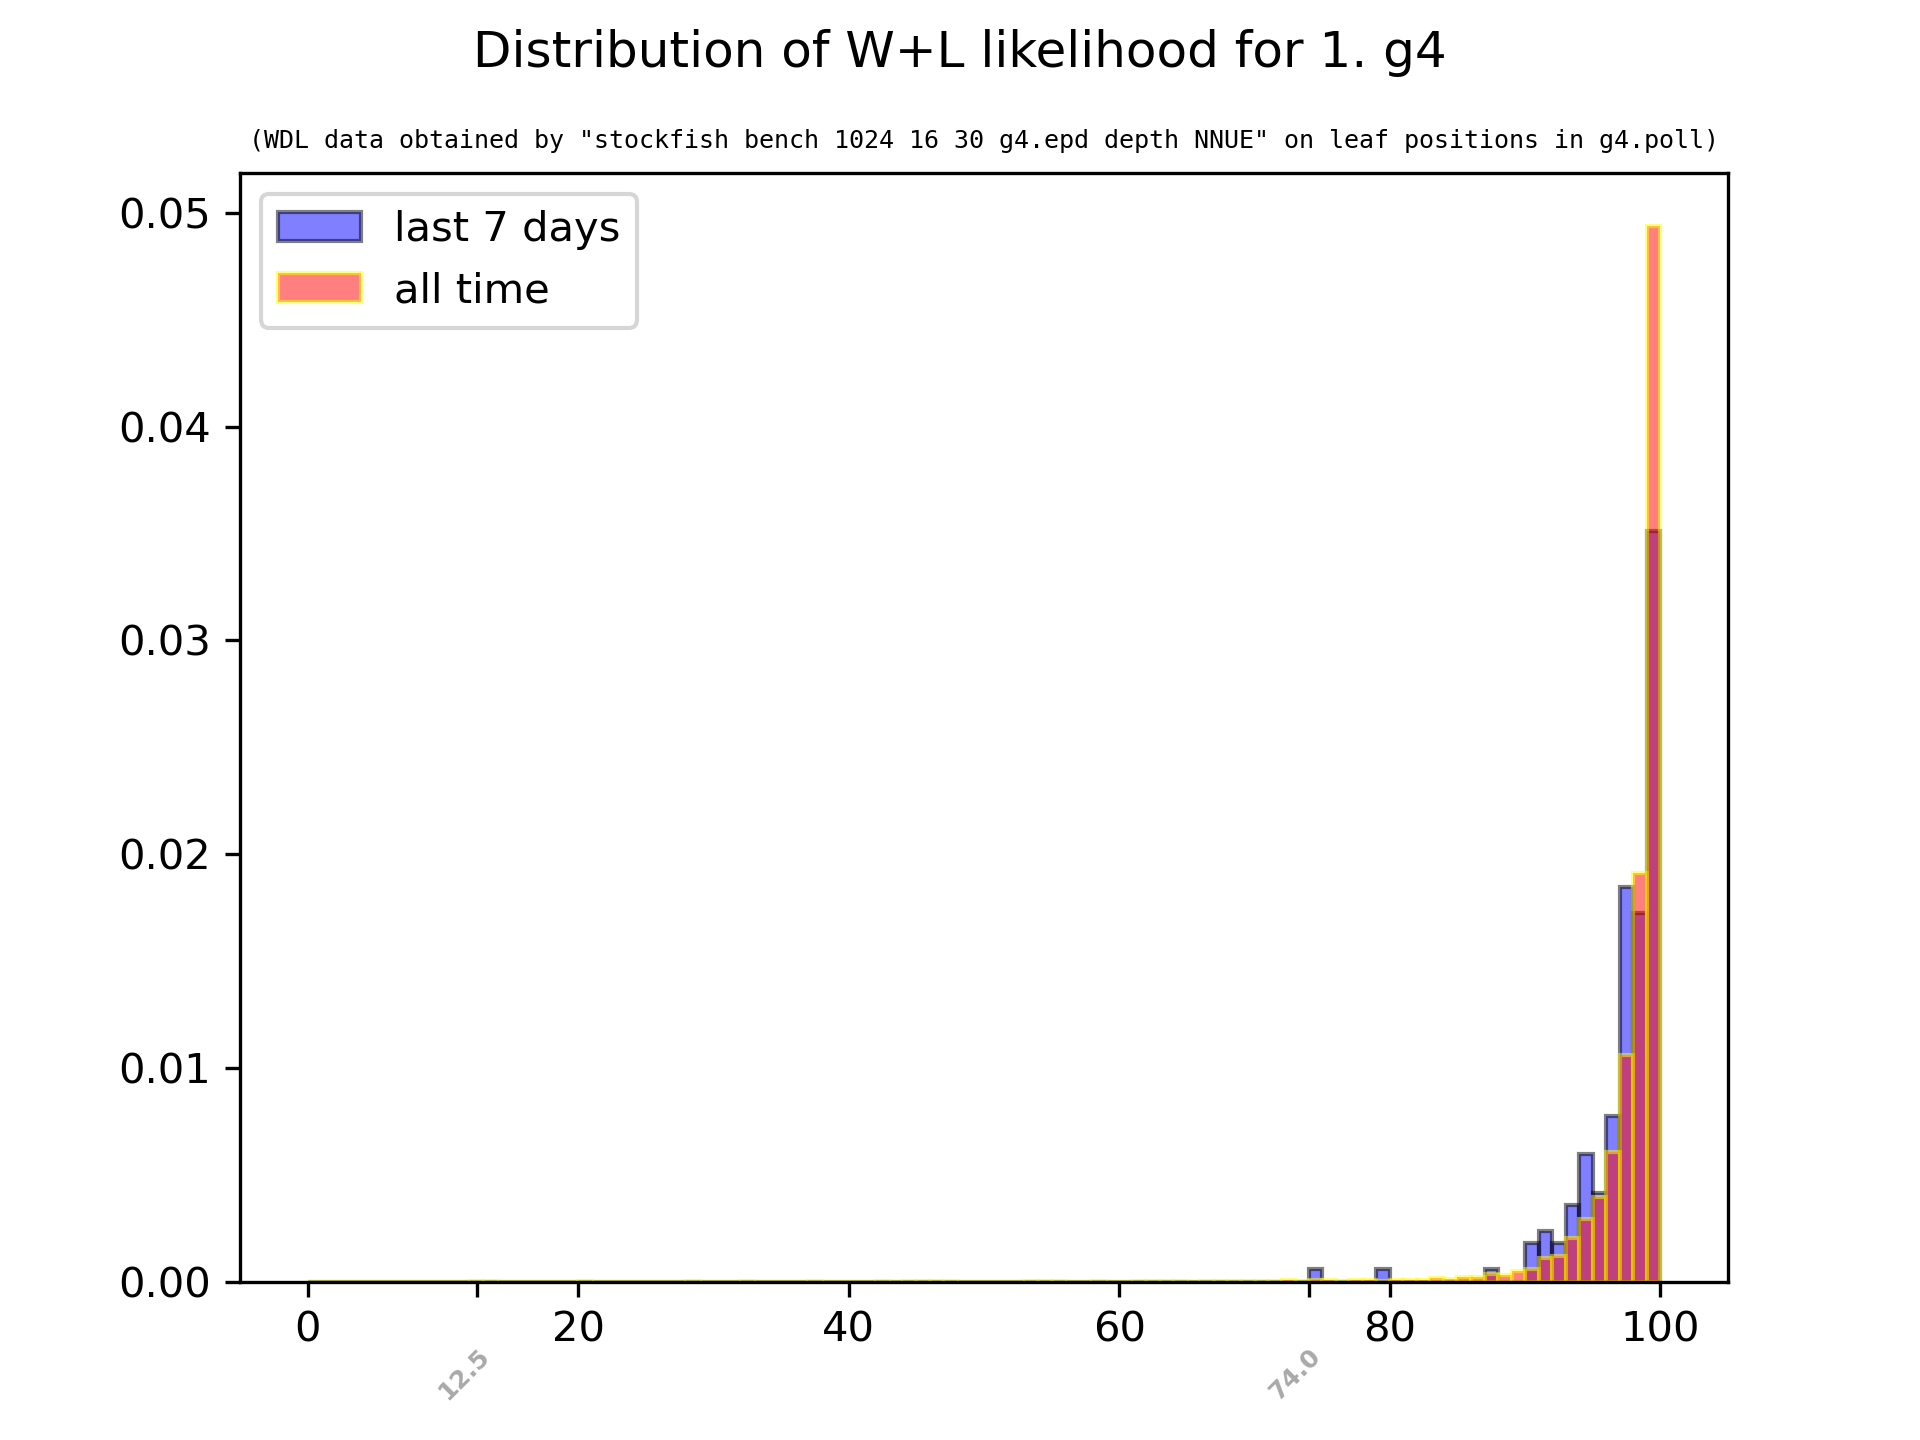 Distribution of W+L likelihood for 1. g4
(WDL data obtained by "stockfish bench 1024 16 30 g4.epd depth NNUE" on leaf positions in g4.poll)
last 7 days
all time
0.05
0.04
0.03
0.02
0.01
0.00
0 20 40 60 80 100
12.5 74.0